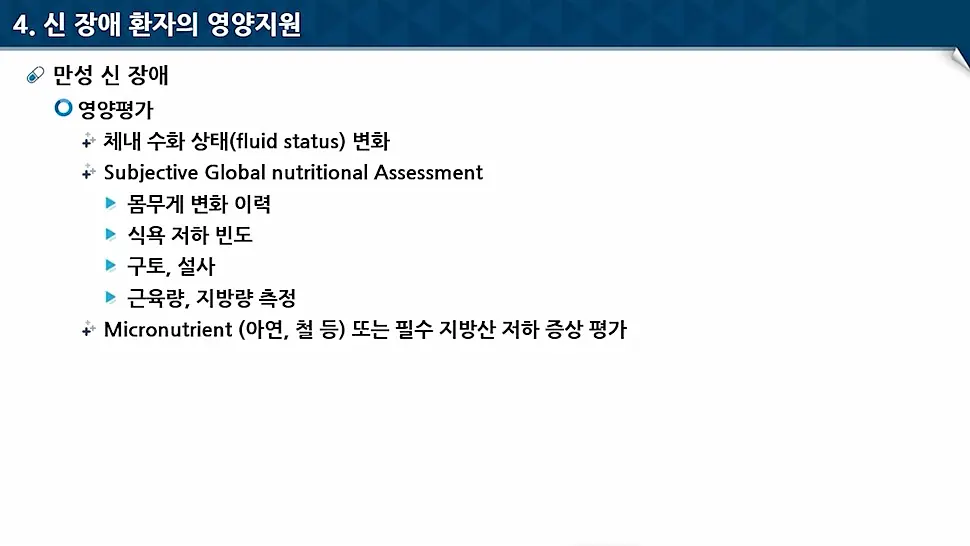 4. 신 장애 환자의 영양지원
만성 신 장애
영양평가
체내 수화 상태(fluid status) 변화
Subjective Global nutritional Assessment
몸무게 변화 이력
식욕 저하 빈도
구토, 설사
근육량, 지방량 측정
Micronutrient (아연, 철 등) 또는 필수 지방산 저하 증상 평가